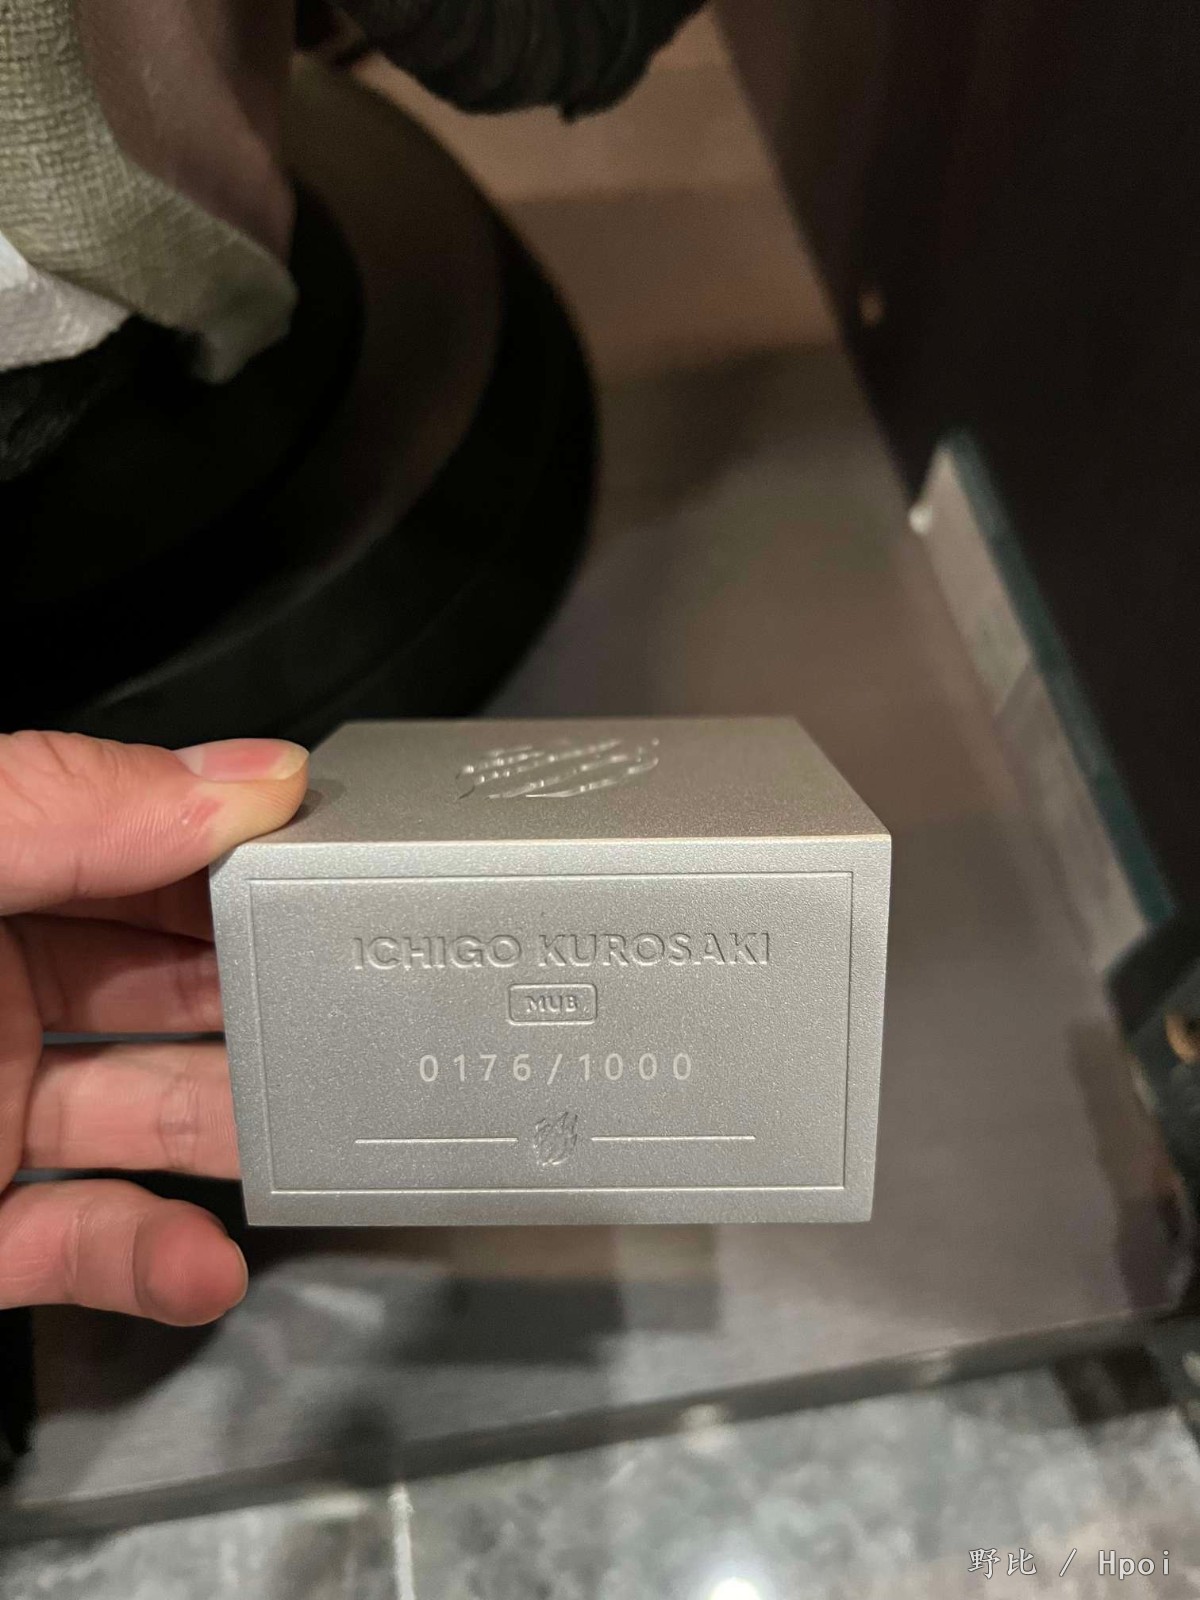 ICHIGO KUROSAKI
MUB
0176/1000
野比 / Hpoi